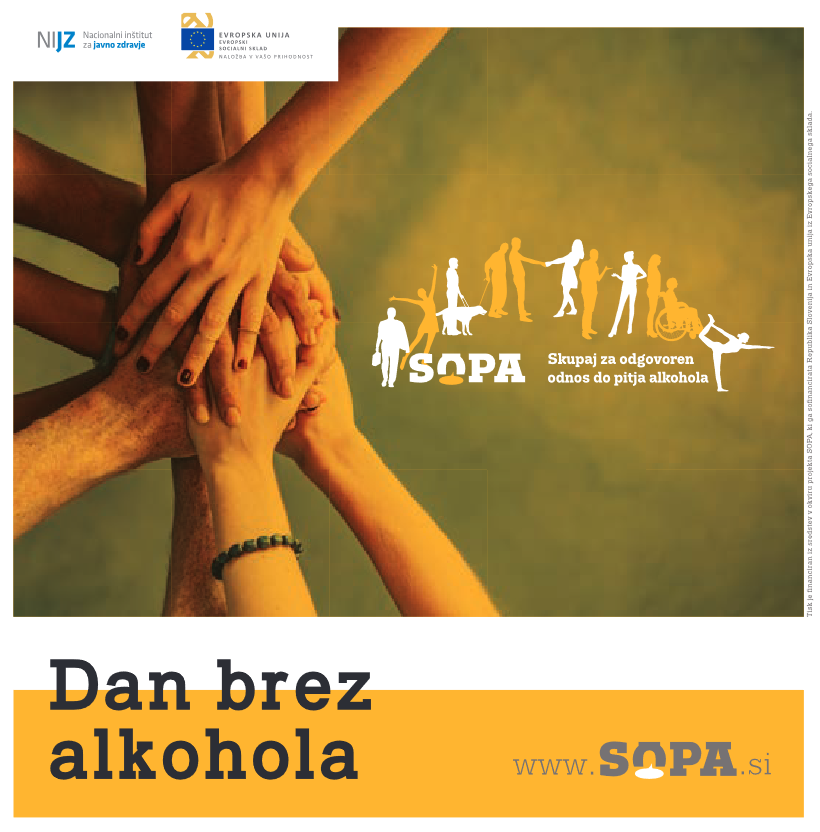 NIJZ
Nacionalni inštitut
za javno zdravje
EVROPSKA UNIJA
EVROPSKI
SOCIALNI SKLAD
NALOŽBA V VAŠO PRIHODNOST
SOPA
Skupaj za odgovoren
odnos do pitja alkohola
Tisk je financiran iz sredstev v okviru projekta SOPA, ki ga sofinancirata Republika Slovenija in Evropska unija iz Evropskega socialnega sklada.
Dan brez
alkohola
www.SOPA.si